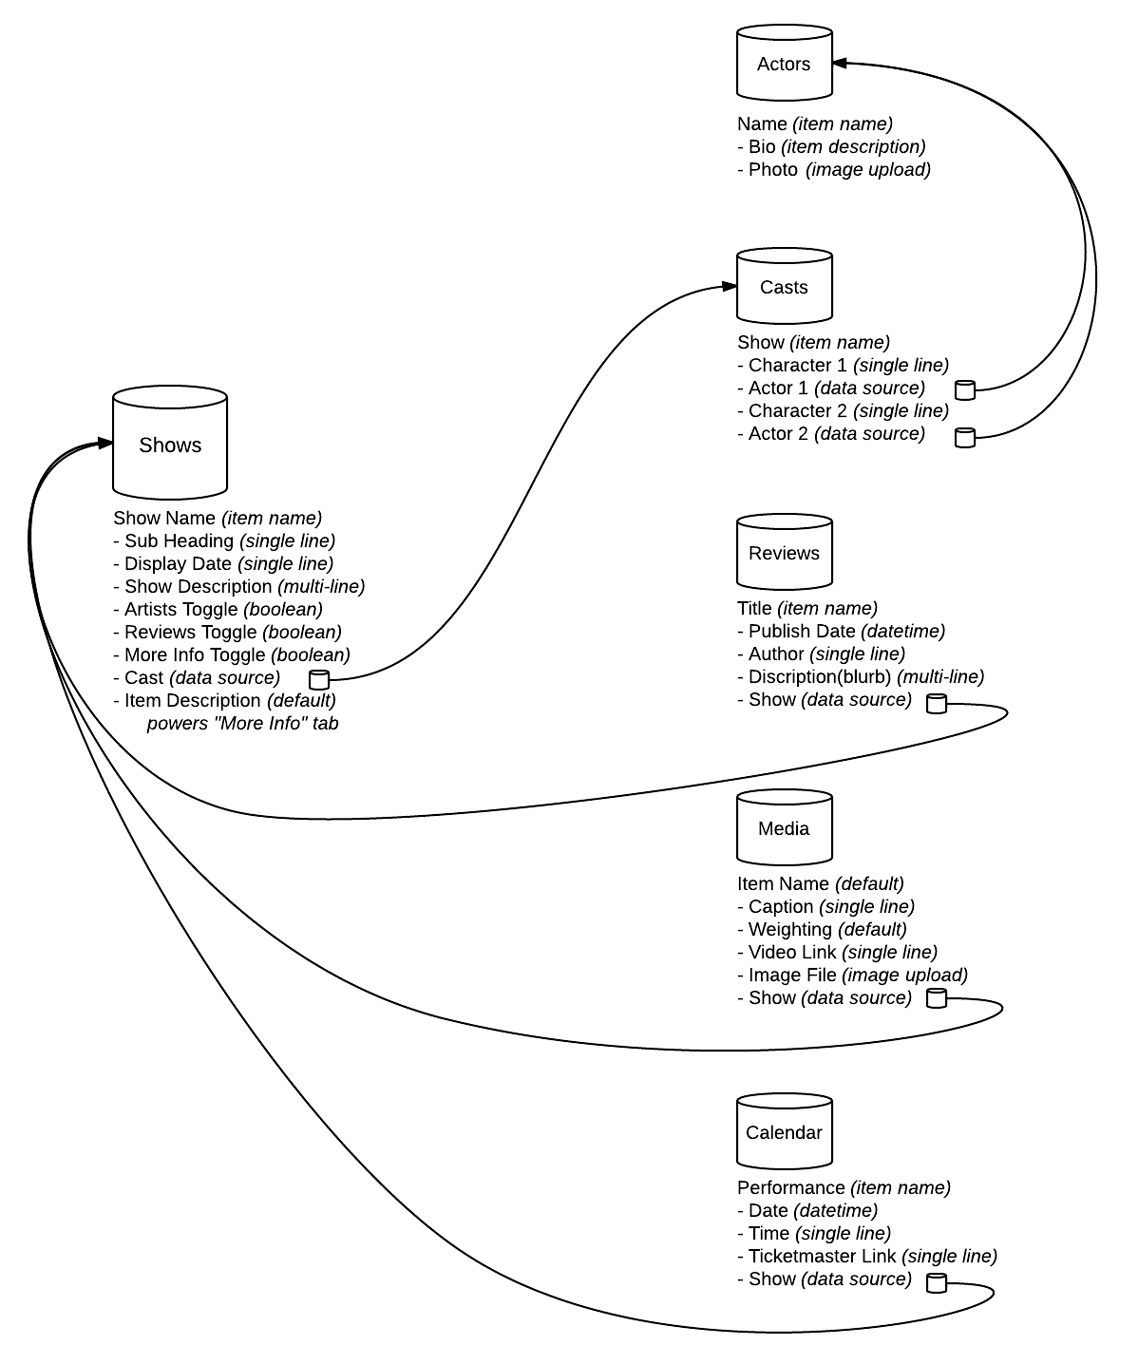 Actors
Name (item name)
- Bio (item description)
- Photo (image upload)
Casts
Show (item name)
- Character 1 (single line)
- Actor 1 (data source)
- Character 2 (single line)
- Actor 2 (data source)
Shows
Show Name (item name)
- Sub Heading (single line)
- Display Date (single line)
- Show Description (multi-line)
- Artists Toggle (boolean)
- Reviews Toggle (boolean)
- More Info Toggle (boolean)
- Cast (data source)
- Item Description (default)
powers "More Info" tab
Reviews
Title (item name)
- Publish Date (datetime)
- Author (single line)
- Discription(blurb) (multi-line)
- Show (data source)
Media
Item Name (default)
- Caption (single line)
- Weighting (default)
- Video Link (single line)
- Image File (image upload)
- Show (data source)
Calendar
Performance (item name)
- Date (datetime)
- Time (single line)
- Ticketmaster Link (single line)
- Show (data source)